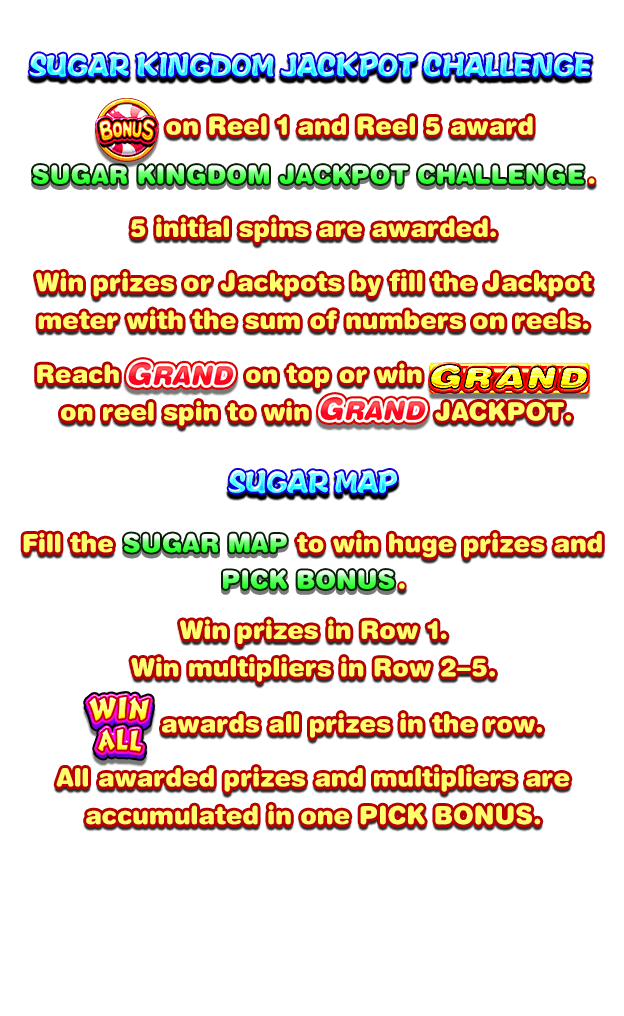 SUGAR KINGDOM JACKPOT CHALLENGE
BONUS on Reel 1 and Reel 5 award
SUGAR KINGDOM JACKPOT CHALLENGE.
5 initial spins are awarded.
Win prizes or Jackpots by fill the Jackpot
meter with the sum of numbers on reels.
Reach GRAND on top or win GRAND
on reel spin to win GRAND JACKPOT.
SUGAR MAP
Fill the SUGAR MAP to win huge prizes and
PICK BONUS.
Win prizes in Row 1.
Win multipliers in Row 2–5.
WIN ALL awards all prizes in the row.
All awarded prizes and multipliers are
accumulated in one PICK BONUS.